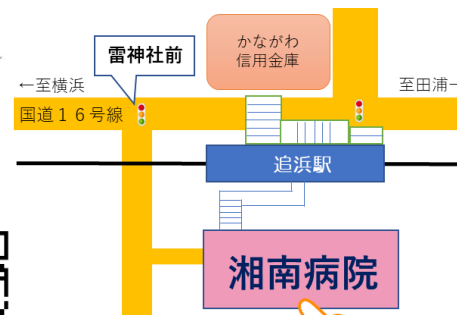 かながわ
信用金庫
雷神社前
←至横浜
至田浦→
国道１６号線
追浜駅
湘南病院